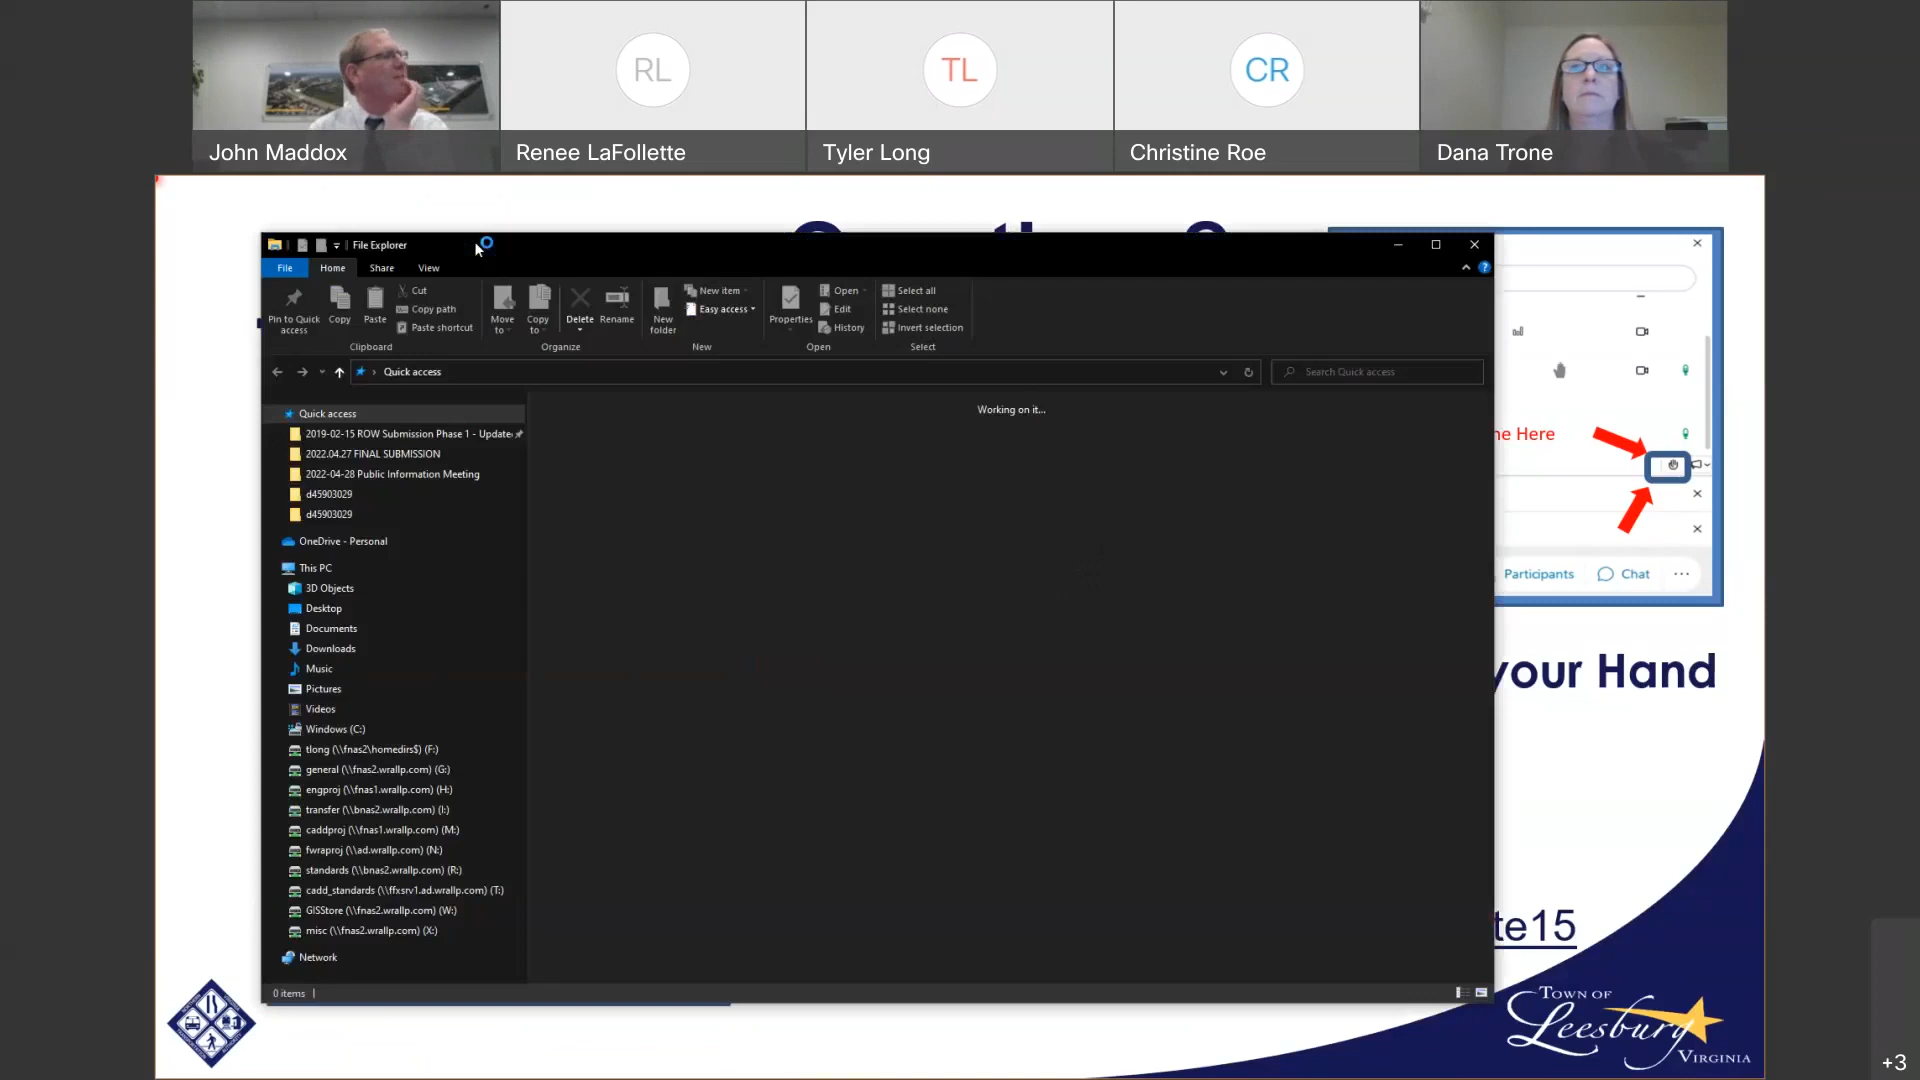 RL
TL
CR
John Maddox
Renee LaFollette
Tyler Long
Christine Roe
Dana Trone
File Explorer
File
Home
Share
View
Pin to Quick access
Copy
Paste
Cut
Copy path
Paste shortcut
Clipboard
Move to
Copy to
Delete
Rename
Organize
New folder
New item
Easy access
New
Properties
Open
Edit
History
Open
Select all
Select none
Invert selection
Select
Quick access
Search Quick access
Working on it...
Quick access
2019-02-15 ROW Submission Phase 1 - Update
2022.04.27 FINAL SUBMISSION
2022-04-28 Public Information Meeting
d45903029
d45903029
OneDrive - Personal
This PC
3D Objects
Desktop
Documents
Downloads
Music
Pictures
Videos
Windows (C:)
tlong (\\fnas2\homedirs$) (F:)
general (\\fnas2.wrallp.com) (G:)
engproj (\\fnas1.wrallp.com) (H:)
transfer (\\bnas2.wrallp.com) (I:)
caddproj (\\fnas1.wrallp.com) (M:)
fwraproj (\\ad.wrallp.com) (N:)
standards (\\bnas2.wrallp.com) (R:)
cadd_standards (\\ffxsrv1.ad.wrallp.com) (T:)
GISStore (\\fnas2.wrallp.com) (W:)
misc (\\fnas2.wrallp.com) (X:)
Network
0 items
ne Here
Participants
Chat
your Hand
te15
TOWN OF
Leesburg
VIRGINIA
+3